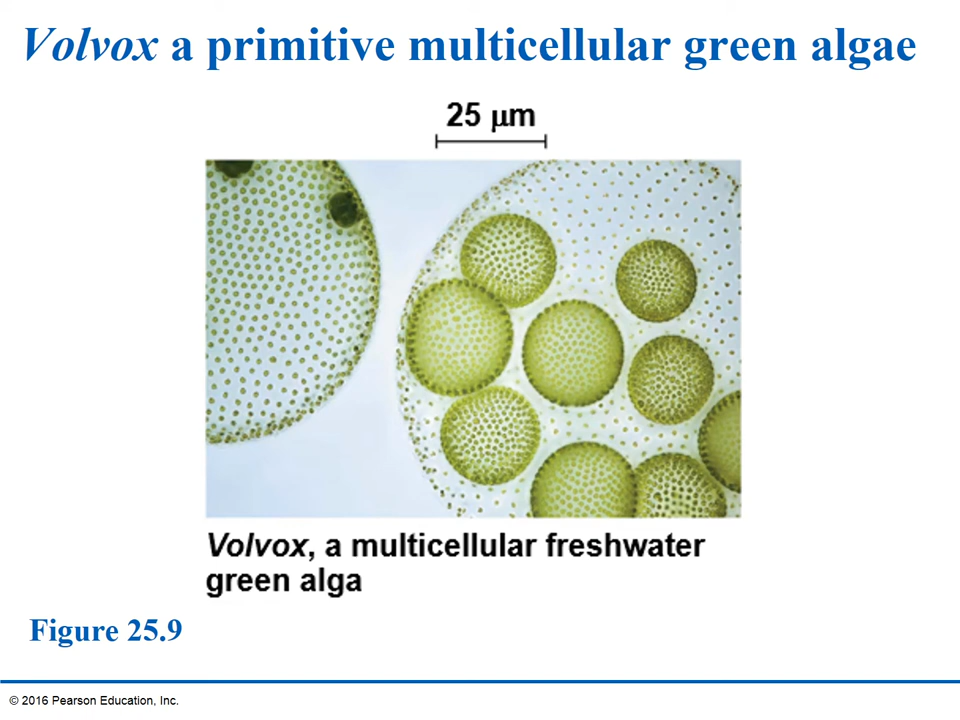 Volvox a primitive multicellular green algae
25 μm
Volvox, a multicellular freshwater
green alga
Figure 25.9
© 2016 Pearson Education, Inc.